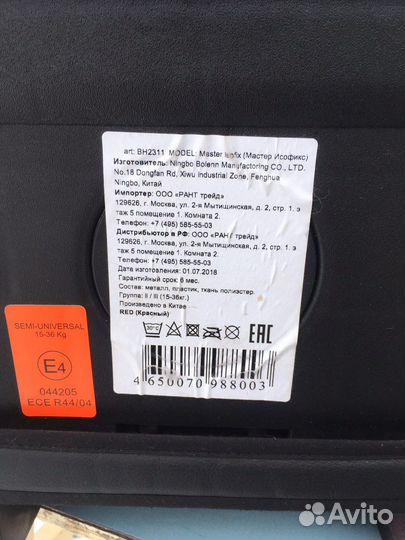 art: BH2311 MODEL: Master Isofix (Мастер Исофикс)
Изготовитель: Ningbo Bolenn Manufacturing CO., LTD.
No.18 Dongfan Rd, Xiwu Industrial Zone, Fenghua
Ningbo, Китай
Импортер: ООО «РАНТ трейд»
129626, г. Москва, ул. 2-я Мытищинская, д. 2, стр. 1, э
таж 5 помещение 1. Комната 2.
Телефон: +7 (495) 585-55-03
Дистрибьютор в РФ: ООО «РАНТ трейд»
129626, г. Москва, ул. 2-я Мытищинская, д. 2, стр. 1, э
таж 5 помещение 1. Комната 2.
Телефон: +7 (495) 585-55-03
Дата изготовления: 01.07.2018
Гарантийный срок: 6 мес.
Состав: металл, пластик, ткань полиэстер.
Группа: II / III (15-36кг.)
Произведено в Китае
RED (Красный)
30°C
EAC
4 650070 988003
SEMI-UNIVERSAL
15-36 Kg
E4
044205
ECE R44/04
Avito